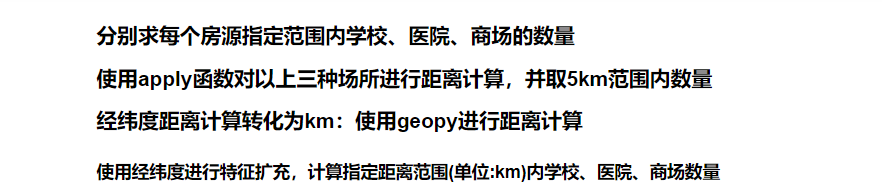 分别求每个房源指定范围内学校、医院、商场的数量
使用apply函数对以上三种场所进行距离计算，并取5km范围内数量
经纬度距离计算转化为km：使用geopy进行距离计算
使用经纬度进行特征扩充，计算指定距离范围(单位:km)内学校、医院、商场数量